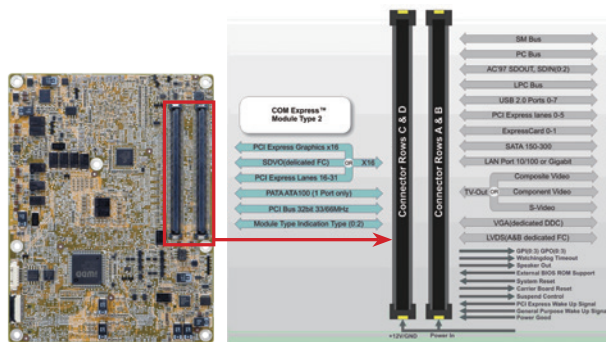 COM Express™
Module Type 2
PCI Express Graphics x16
SDVO(delicated FC)
OR
X16
PCI Express Lanes 16-31
PATA ATA100 (1 Port only)
PCI Bus 32bit 33/66MHz
Module Type Indication Type (0:2)
Connector Rows C & D
Connector Rows A & B
SM Bus
PC Bus
AC'97 SDOUT, SDIN(0:2)
LPC Bus
USB 2.0 Ports 0-7
PCI Express lanes 0-5
ExpressCard 0-1
SATA 150-300
LAN Port 10/100 or Gigabit
Composite Video
TV-Out
OR
Component Video
S-Video
VGA(dedicated DDC)
LVDS(A&B dedicated FC)
GPI(0:3) GPO(0:3)
Watchingdog Timeout
Speaker Out
External BIOS ROM Support
System Reset
Carrier Board Reset
Suspend Control
PCI Express Wake Up Signal
General Purpose Wake Up Signal
Power Good
+12V/GND
Power In